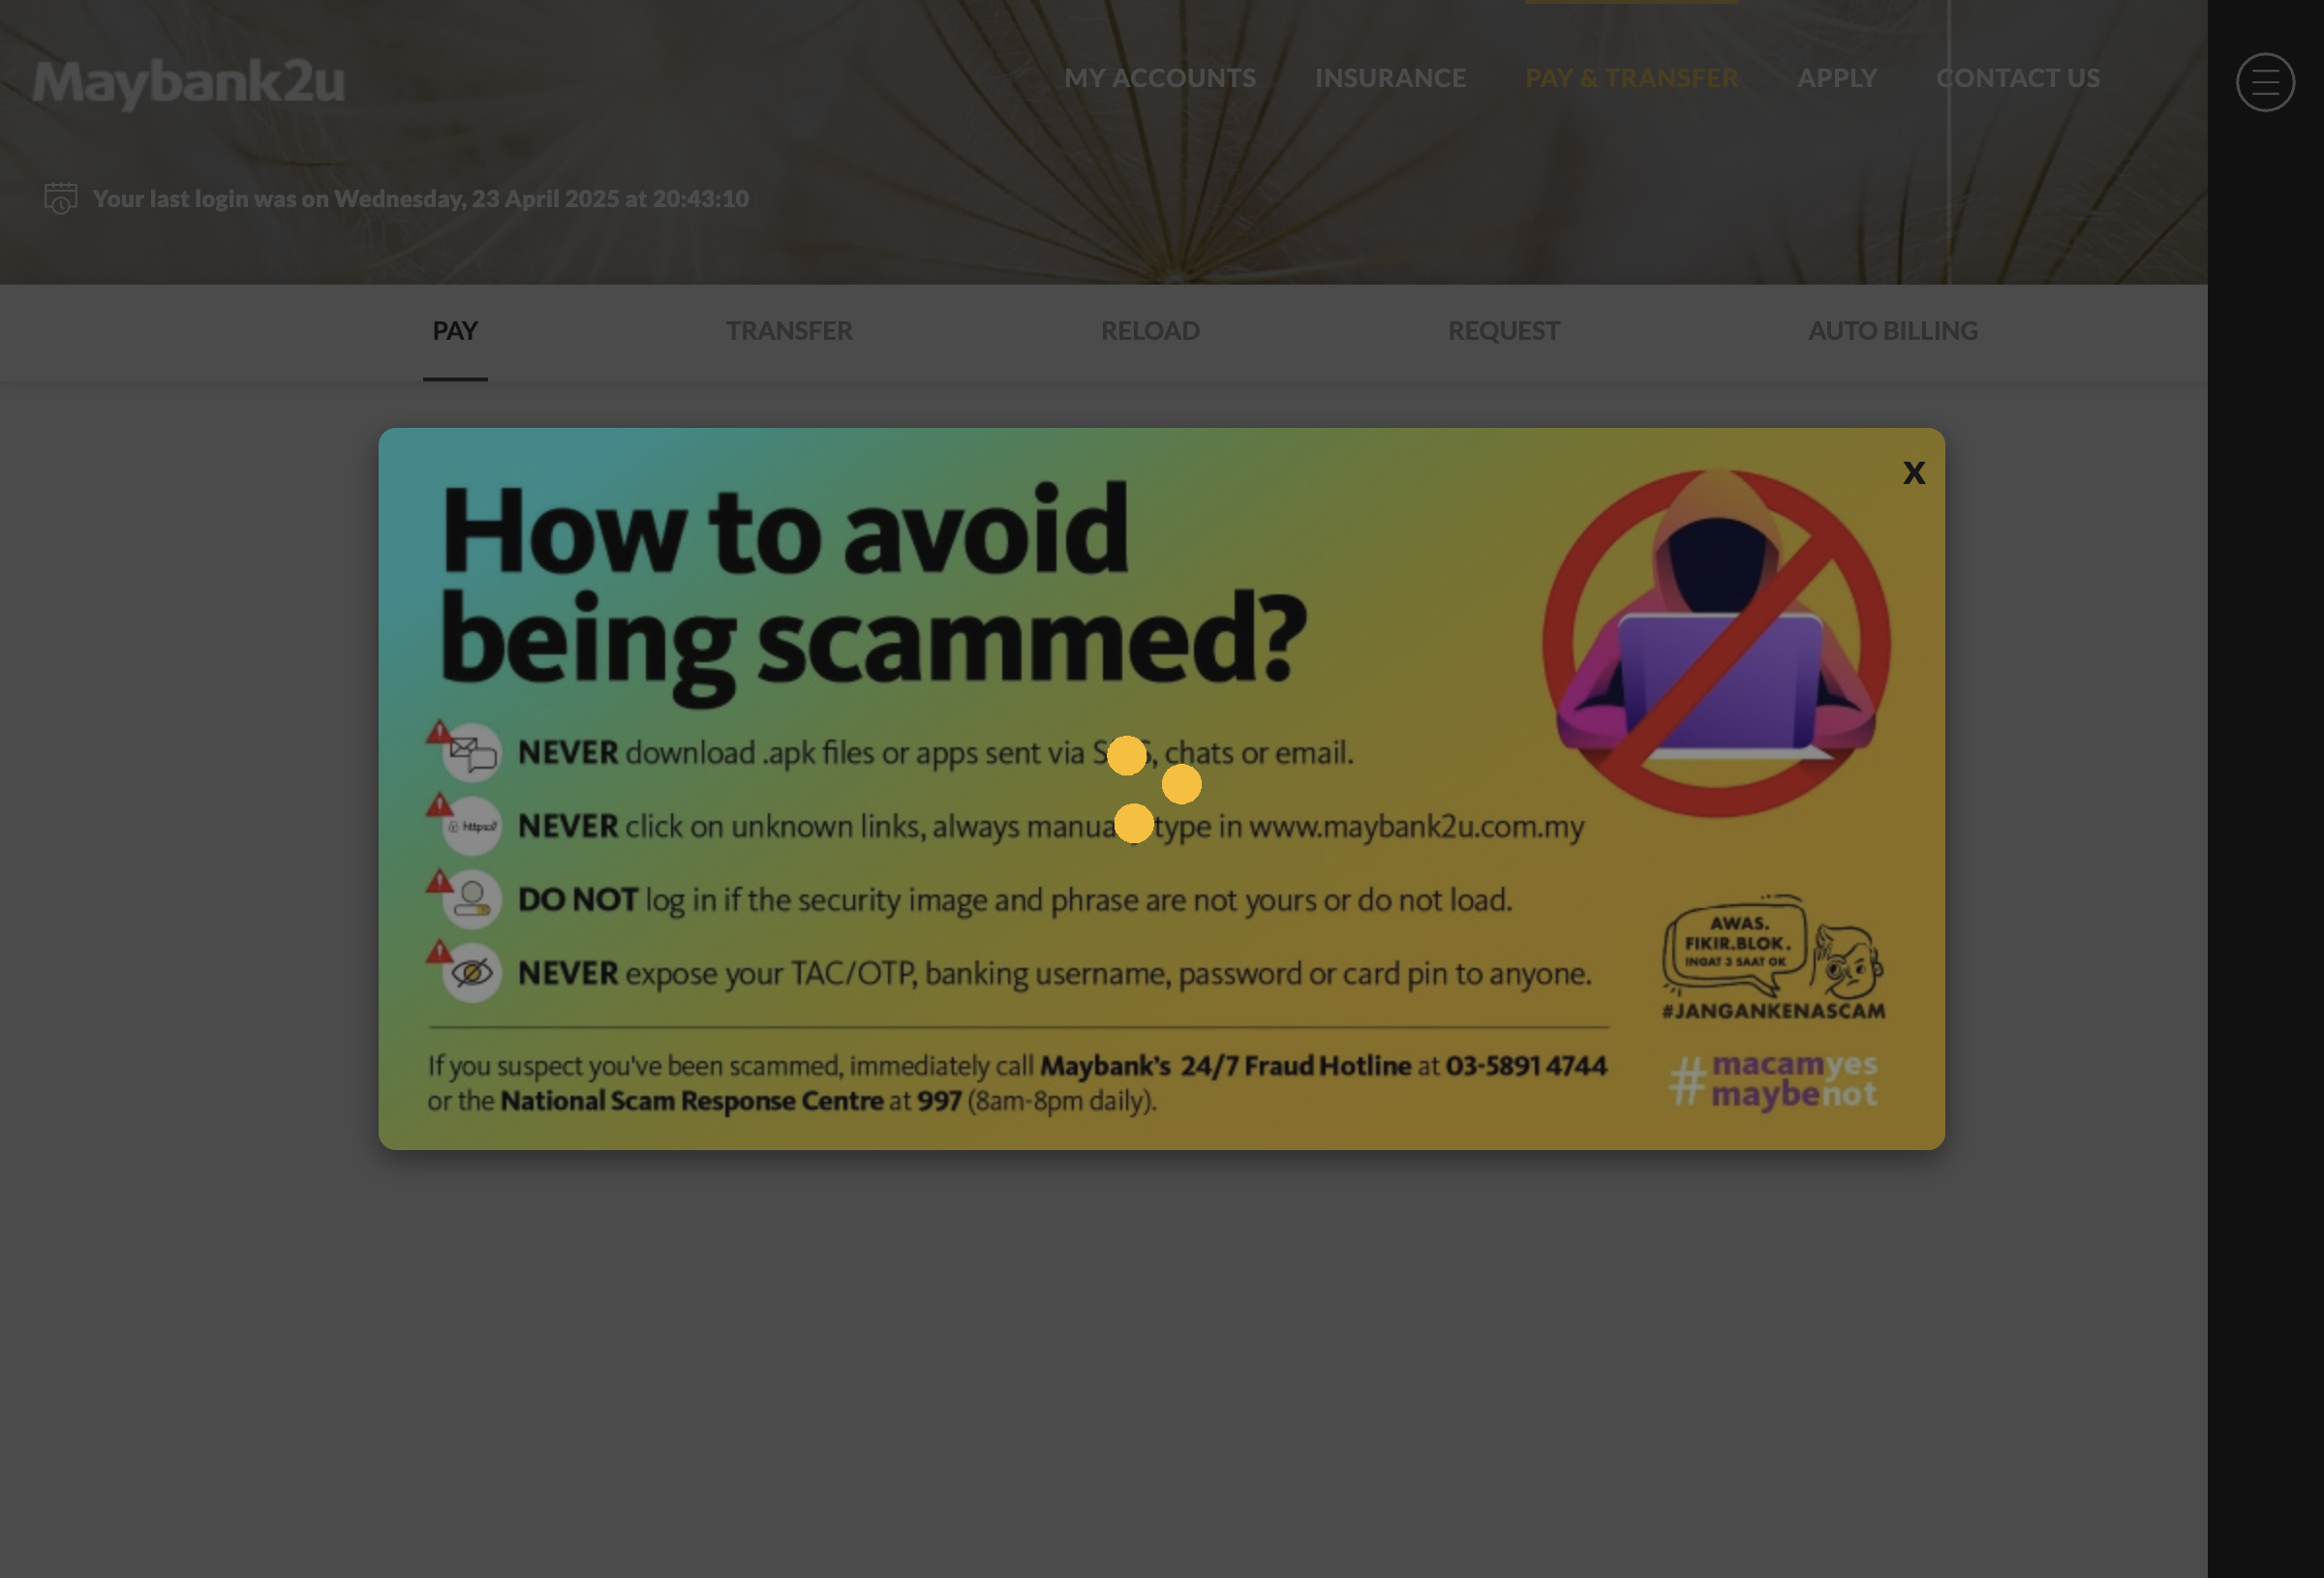 Maybank2u
MY ACCOUNTS INSURANCE PAY & TRANSFER APPLY CONTACT US
Your last login was on Wednesday, 23 April 2025 at 20:43:10
PAY TRANSFER RELOAD REQUEST AUTO BILLING
X
How to avoid
being scammed?
NEVER download .apk files or apps sent via chats or email.
https://
NEVER click on unknown links, always type in www.maybank2u.com.my
DO NOT log in if the security image and phrase are not yours or do not load.
NEVER expose your TAC/OTP, banking username, password or card pin to anyone.
If you suspect you've been scammed, immediately call Maybank's 24/7 Fraud Hotline at 03-5891 4744
or the National Scam Response Centre at 997 (8am-8pm daily).
AWAS.
FIKIR.BLOK.
INGAT 3 SAAT OK
#JANGANKENASCAM
#macamyes
maybenot